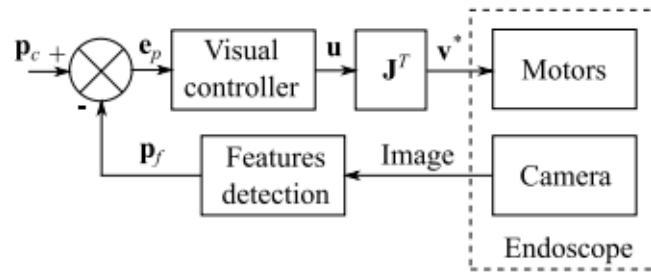 p_c + e_p Visual controller u J^T v^* Motors
-
p_f Features detection Image Camera
Endoscope